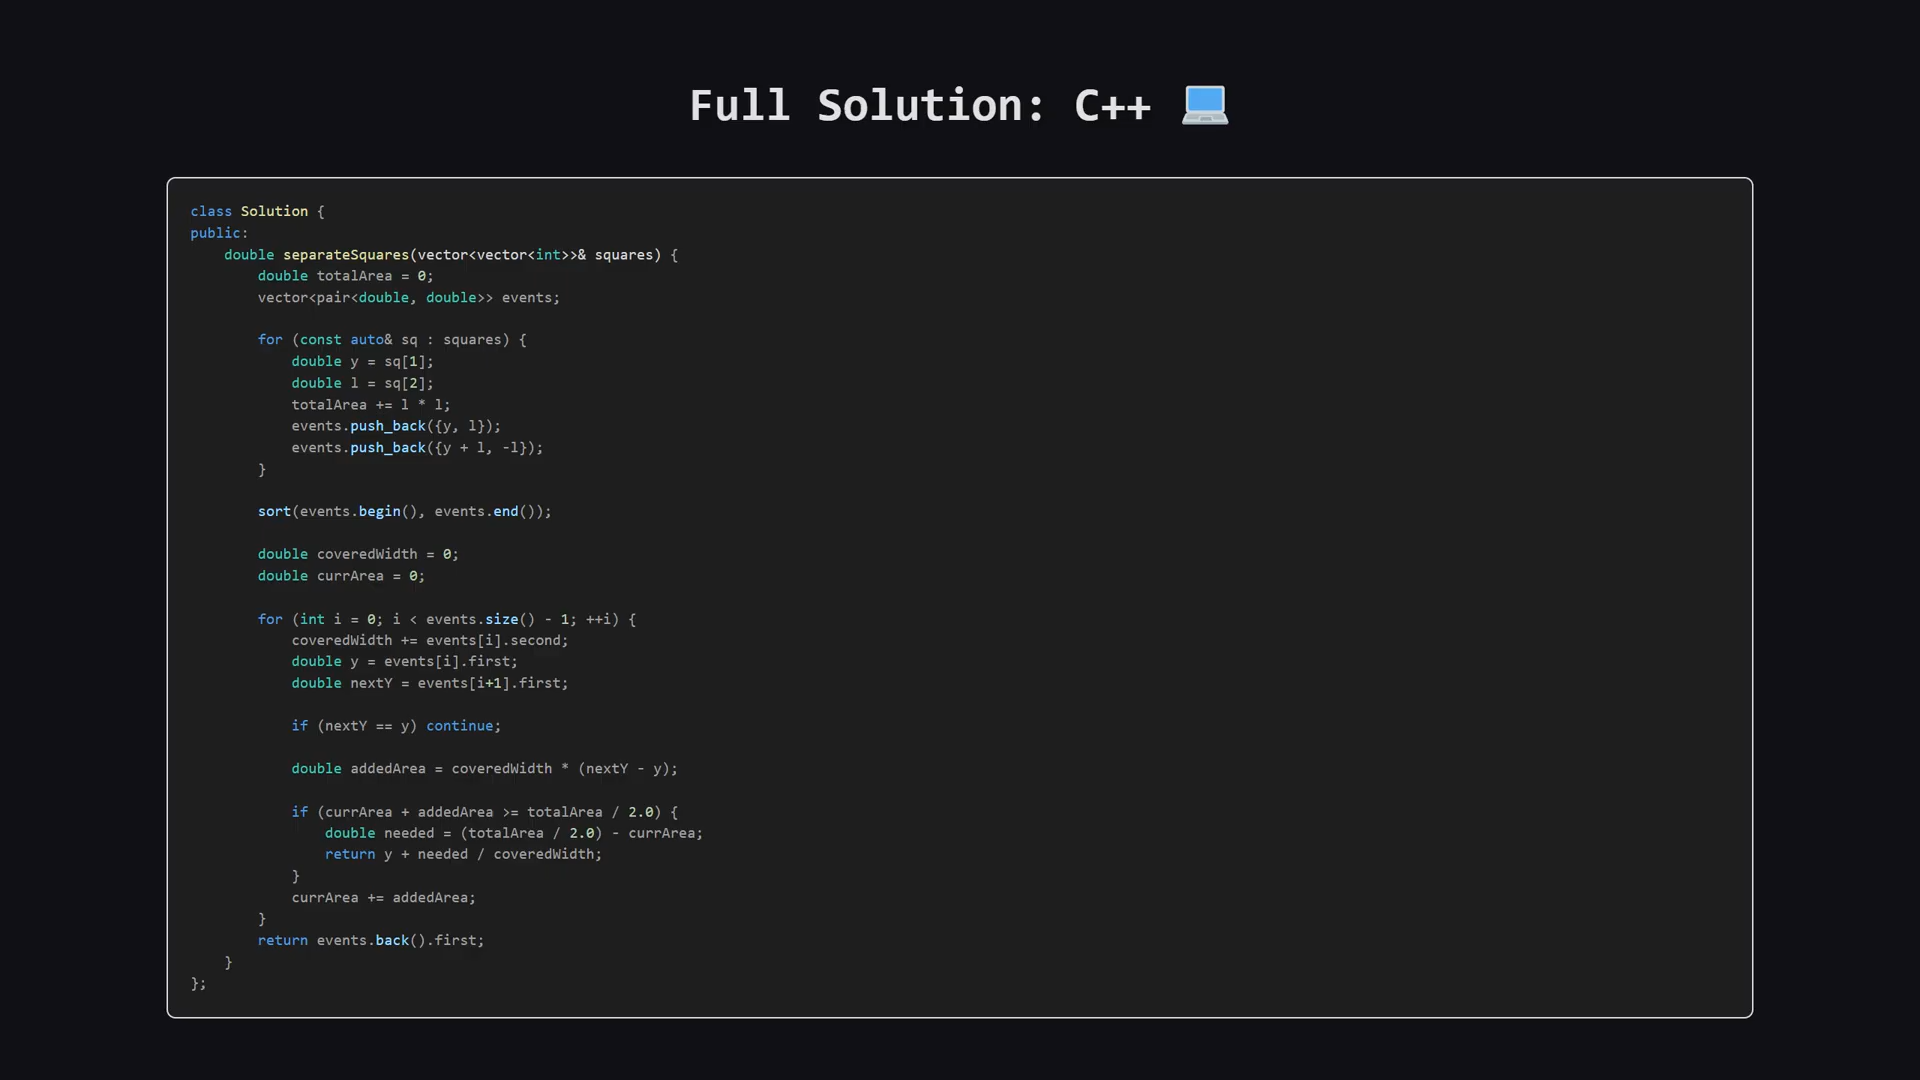 Full Solution: C++ 💻
class Solution {
public:
    double separateSquares(vector<vector<int>>& squares) {
        double totalArea = 0;
        vector<pair<double, double>> events;

        for (const auto& sq : squares) {
            double y = sq[1];
            double l = sq[2];
            totalArea += l * l;
            events.push_back({y, l});
            events.push_back({y + l, -l});
        }

        sort(events.begin(), events.end());

        double coveredWidth = 0;
        double currArea = 0;

        for (int i = 0; i < events.size() - 1; ++i) {
            coveredWidth += events[i].second;
            double y = events[i].first;
            double nextY = events[i+1].first;

            if (nextY == y) continue;

            double addedArea = coveredWidth * (nextY - y);

            if (currArea + addedArea >= totalArea / 2.0) {
                double needed = (totalArea / 2.0) - currArea;
                return y + needed / coveredWidth;
            }
            currArea += addedArea;
        }
        return events.back().first;
    }
};